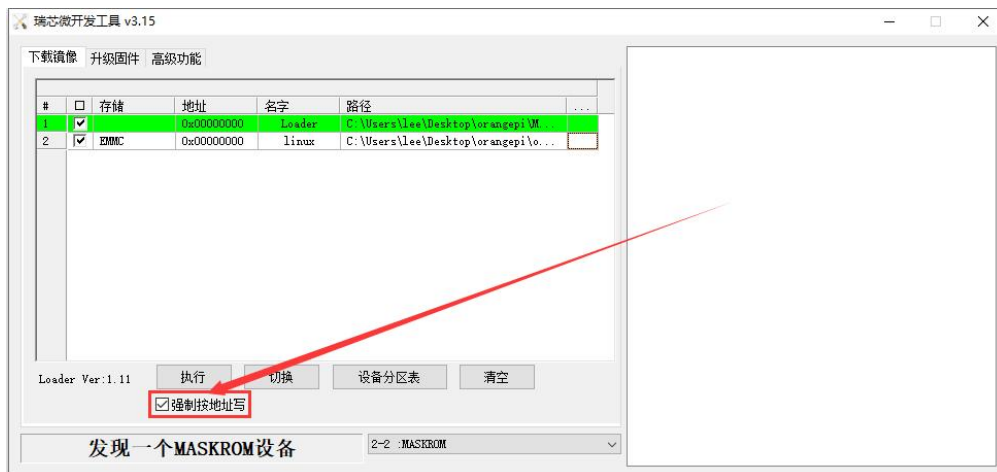 瑞芯微开发工具 v3.15
下载镜像 升级固件 高级功能
# 存储 地址 名字 路径 ...
1 0x00000000 Loader C:\Users\lee\Desktop\orangepi\M...
2 EMMC 0x00000000 linux C:\Users\lee\Desktop\orangepi\o...
Loader Ver:1.11 执行 切换 设备分区表 清空
强制按地址写
发现一个MASKROM设备 2-2 :MASKROM